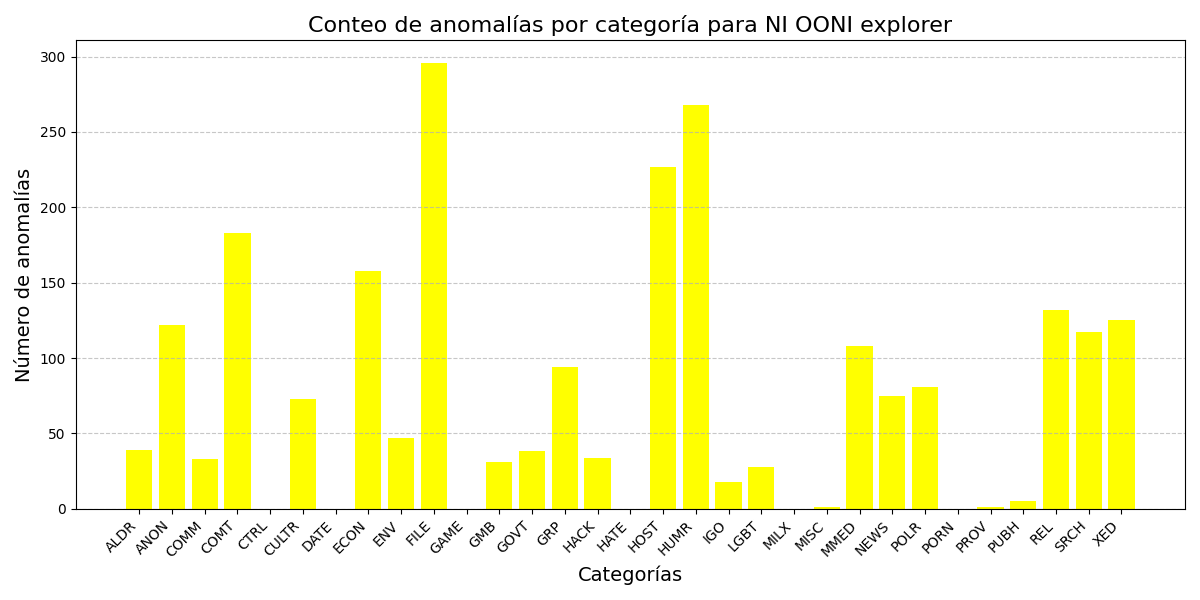 Conteo de anomalías por categoría para NI OONI explorer
Número de anomalías
300
250
200
150
100
50
0
ALDR
ANON
COMM
COMT
CTRL
CULTR
DATE
ECON
ENV
FILE
GAME
GMB
GOVT
GRP
HACK
HATE
HOST
HUMR
IGO
LGBT
MILX
MISC
MMED
NEWS
POLR
PORN
PROV
PUBH
REL
SRCH
XED
Categorías